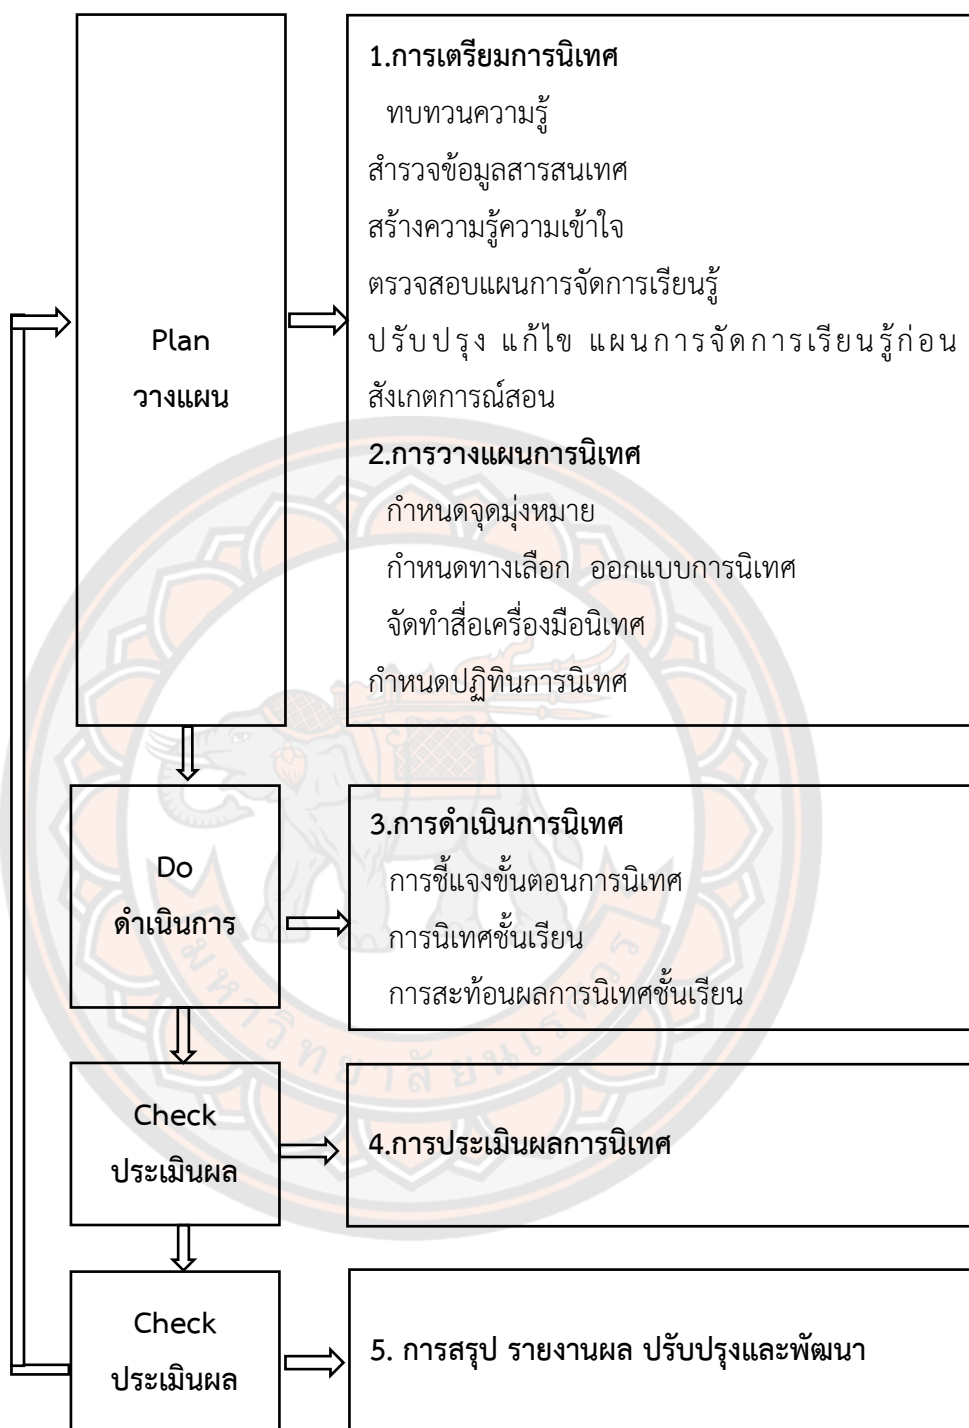 1.การเตรียมการนิเทศ
ทบทวนความรู้
สำรวจข้อมูลสารสนเทศ
สร้างความรู้ความเข้าใจ
ตรวจสอบแผนการจัดการเรียนรู้
Plan
วางแผน
ปรับปรุง แก้ไข แผนการจัดการเรียนรู้ก่อน
สังเกตการณ์สอน
2.การวางแผนการนิเทศ
กำหนดจุดมุ่งหมาย
กำหนดทางเลือก ออกแบบการนิเทศ
จัดทำสื่อเครื่องมือนิเทศ
กำหนดปฏิทินการนิเทศ
Do
ดำเนินการ
3.การดำเนินการนิเทศ
การชี้แจงขั้นตอนการนิเทศ
การนิเทศชั้นเรียน
การสะท้อนผลการนิเทศชั้นเรียน
Check
ประเมินผล
4.การประเมินผลการนิเทศ
Check
ประเมินผล
5. การสรุป รายงานผล ปรับปรุงและพัฒนา
มหาวิทยาลัยนเรศวร